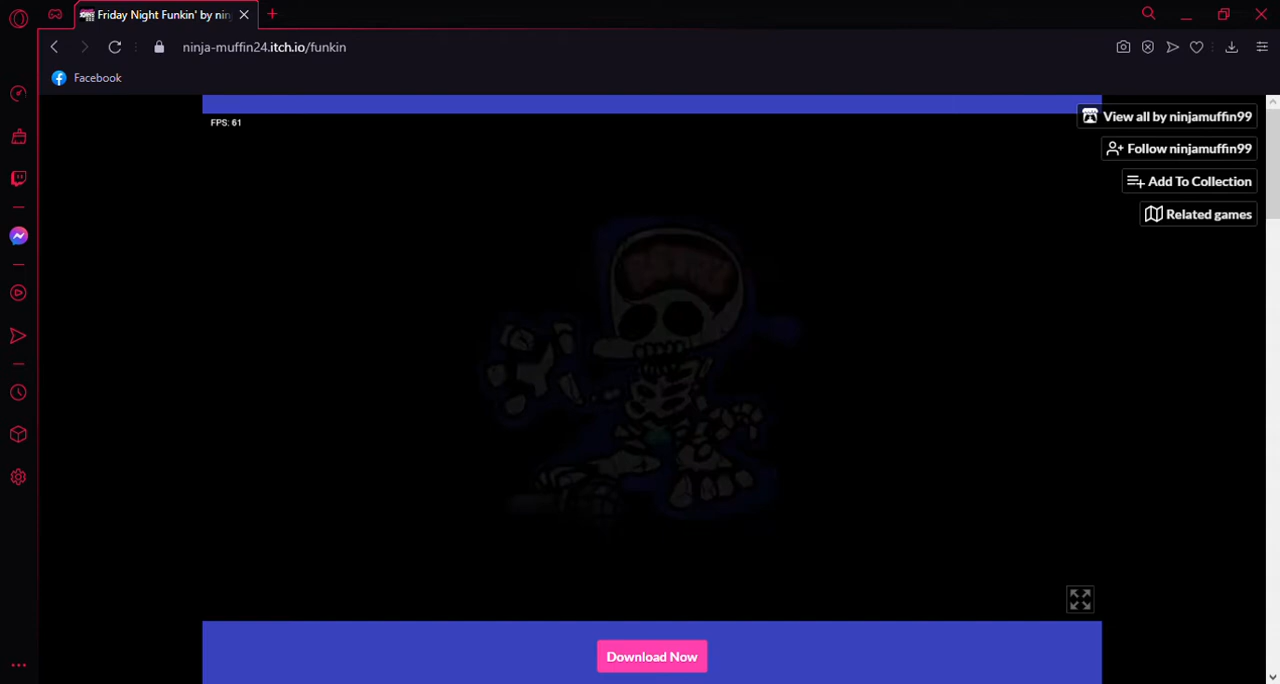 Friday Night Funkin' by nin
ninja-muffin24.itch.io/funkin
Facebook
FPS: 61
View all by ninjamuffin99
Follow ninjamuffin99
Add To Collection
Related games
Download Now